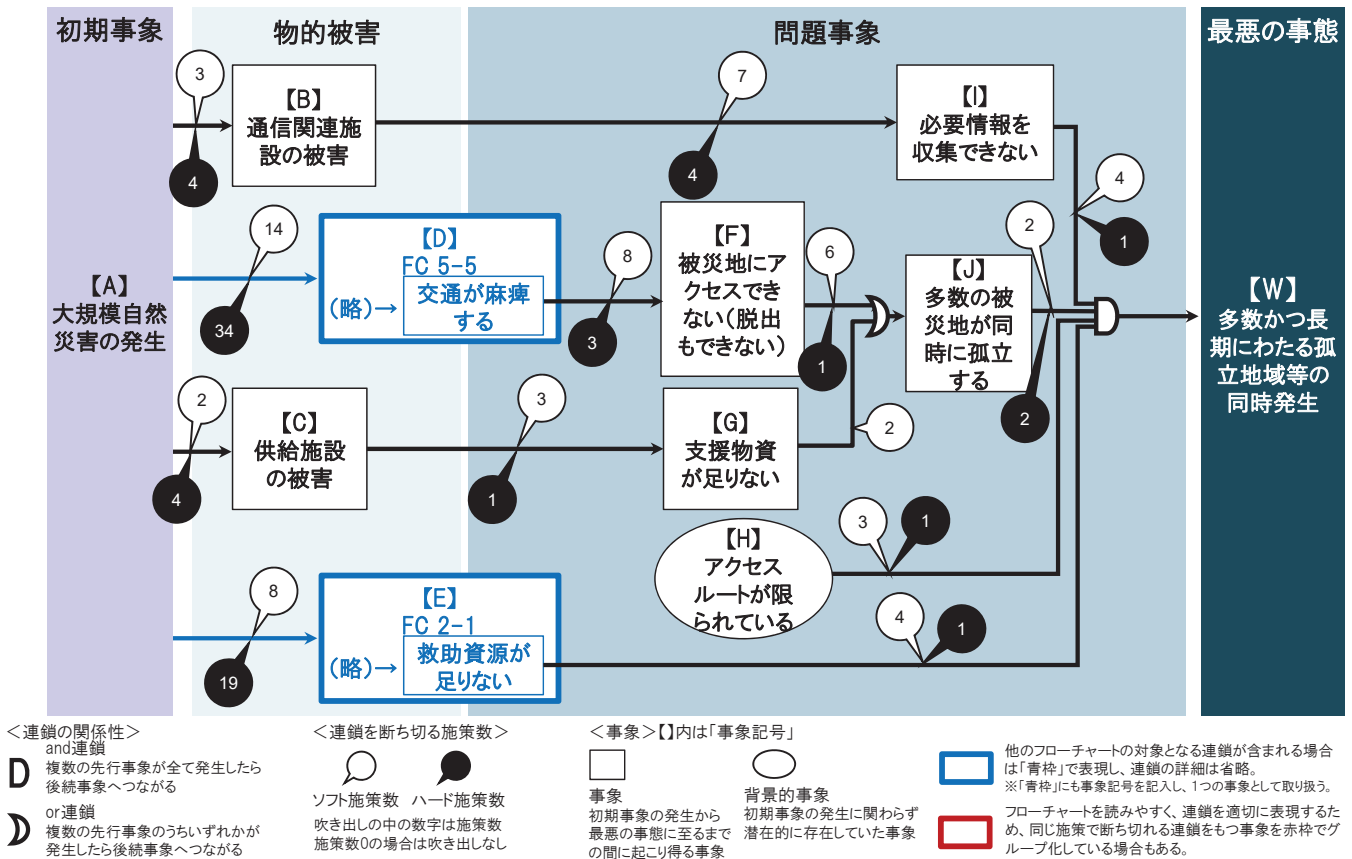 初期事象
物的被害
問題事象
最悪の事態
【A】
大規模自然
災害の発生
3
4
【B】
通信関連施
設の被害
7
4
【I】
必要情報を
収集できない
4
1
14
34
【D】
FC 5-5
(略)→
交通が麻痺
する
8
3
【F】
被災地にア
クセスでき
ない(脱出
もできない)
6
1
【J】
多数の被
災地が同
時に孤立
する
2
2
2
4
【C】
供給施設
の被害
3
1
【G】
支援物資
が足りない
2
【H】
アクセス
ルートが限
られている
3
1
8
19
【E】
FC 2-1
(略)→
救助資源が
足りない
4
1
【W】
多数かつ長
期にわたる孤
立地域等の
同時発生
<連鎖の関係性>
and連鎖
複数の先行事象が全て発生したら
後続事象へつながる
or連鎖
複数の先行事象のうちいずれかが
発生したら後続事象へつながる
<連鎖を断ち切る施策数>
ソフト施策数 ハード施策数
吹き出しの中の数字は施策数
施策数0の場合は吹き出しなし
<事象>【】内は「事象記号」
事象
初期事象の発生から
最悪の事態に至るまで
の間に起こり得る事象
背景的事象
初期事象の発生に関わらず
潜在的に存在していた事象
他のフローチャートの対象となる連鎖が含まれる場合
は「青枠」で表現し、連鎖の詳細は省略。
※「青枠」にも事象記号を記入し、1つの事象として取り扱う。
フローチャートを読みやすく、連鎖を適切に表現するた
め、同じ施策で断ち切れる連鎖をもつ事象を赤枠でグ
ループ化している場合もある。